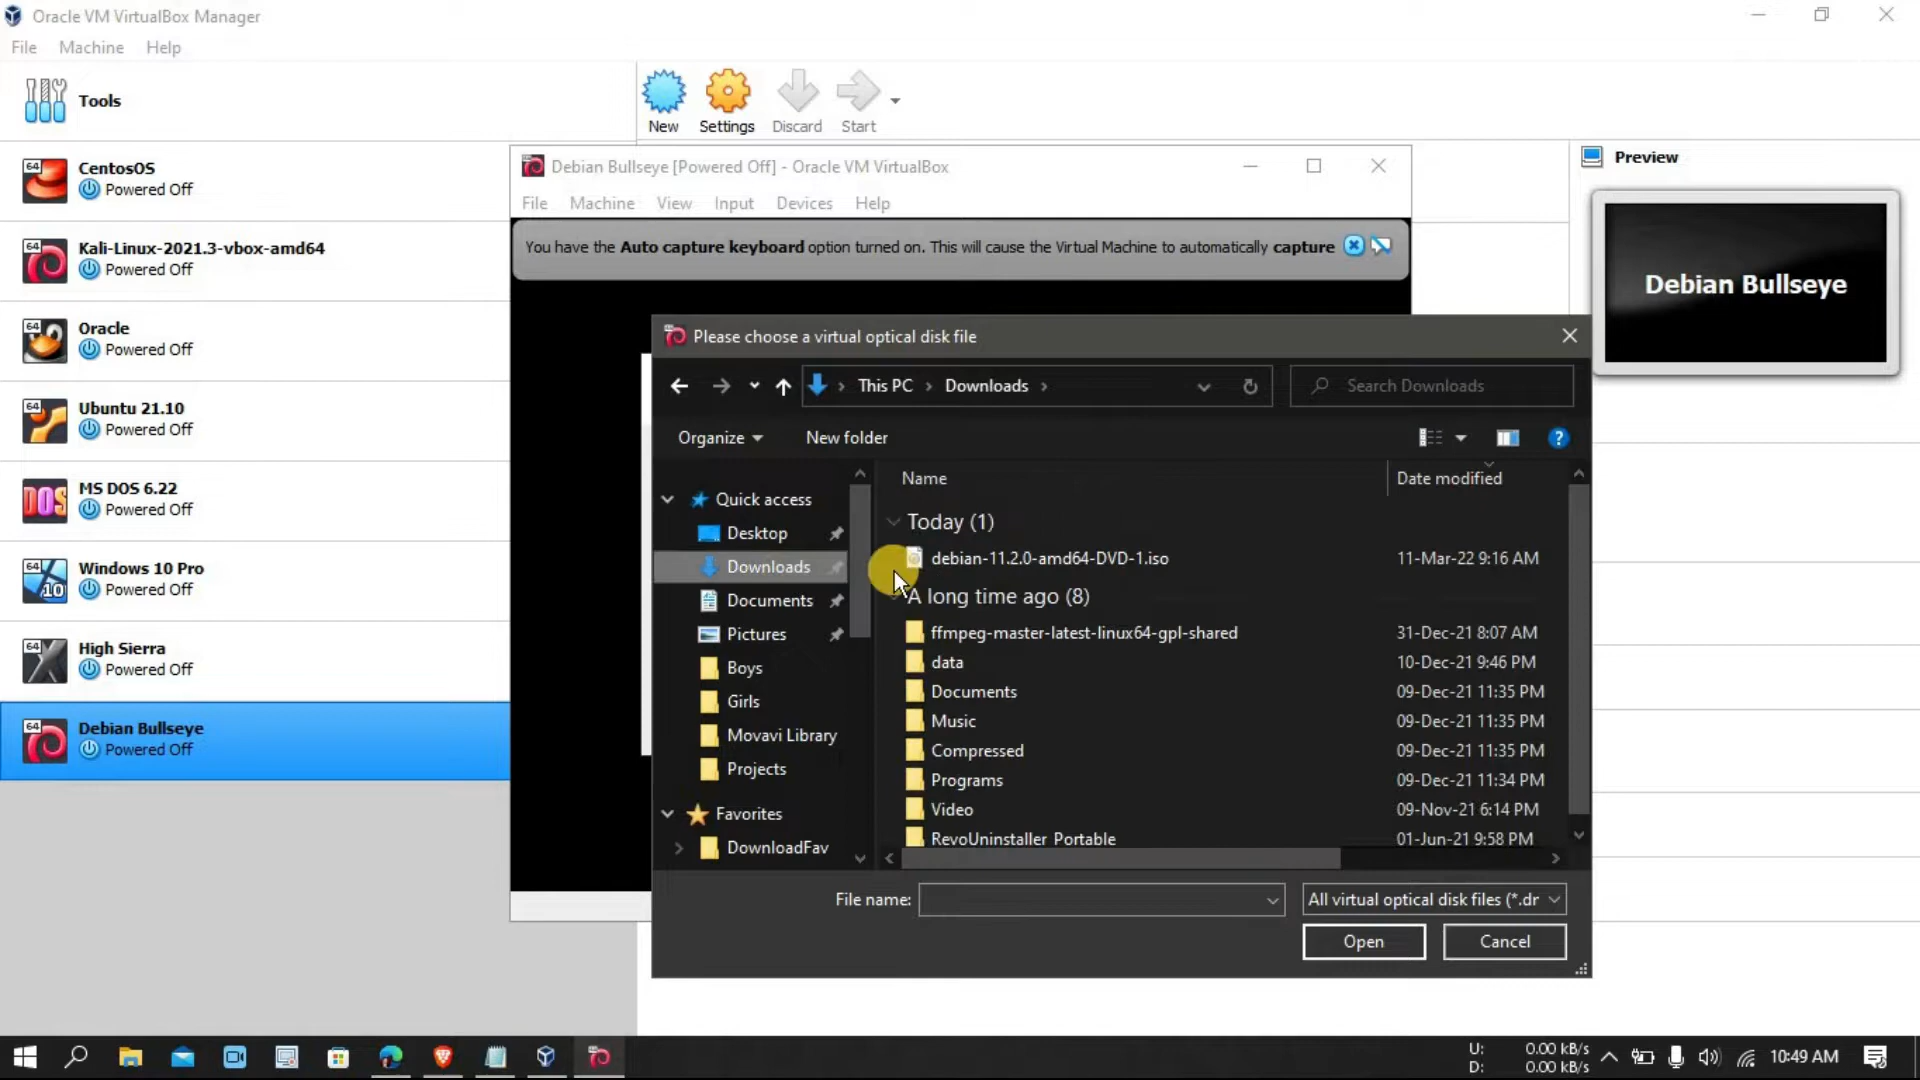 Oracle VM VirtualBox Manager
File Machine Help
Tools
New Settings Discard Start
64 CentosOS
Powered Off
64 Kali-Linux-2021.3-vbox-amd64
Powered Off
64 Oracle
Powered Off
64 Ubuntu 21.10
Powered Off
DOS MS DOS 6.22
Powered Off
64 10 Windows 10 Pro
Powered Off
64 High Sierra
Powered Off
64 Debian Bullseye
Powered Off
Debian Bullseye [Powered Off] - Oracle VM VirtualBox
File Machine View Input Devices Help
You have the Auto capture keyboard option turned on. This will cause the Virtual Machine to automatically capture
Preview
Debian Bullseye
Please choose a virtual optical disk file
This PC > Downloads >
Search Downloads
Organize New folder
?
Quick access
Desktop
Downloads
Documents
Pictures
Boys
Girls
Movavi Library
Projects
Favorites
DownloadFav
Name Date modified
Today (1)
debian-11.2.0-amd64-DVD-1.iso 11-Mar-22 9:16 AM
A long time ago (8)
ffmpeg-master-latest-linux64-gpl-shared 31-Dec-21 8:07 AM
data 10-Dec-21 9:46 PM
Documents 09-Dec-21 11:35 PM
Music 09-Dec-21 11:35 PM
Compressed 09-Dec-21 11:35 PM
Programs 09-Dec-21 11:34 PM
Video 09-Nov-21 6:14 PM
RevoUninstaller Portable 01-Jun-21 9:58 PM
File name: All virtual optical disk files (*.dr
Open Cancel
U: 0.00 kB/s
D: 0.00 kB/s
10:49 AM